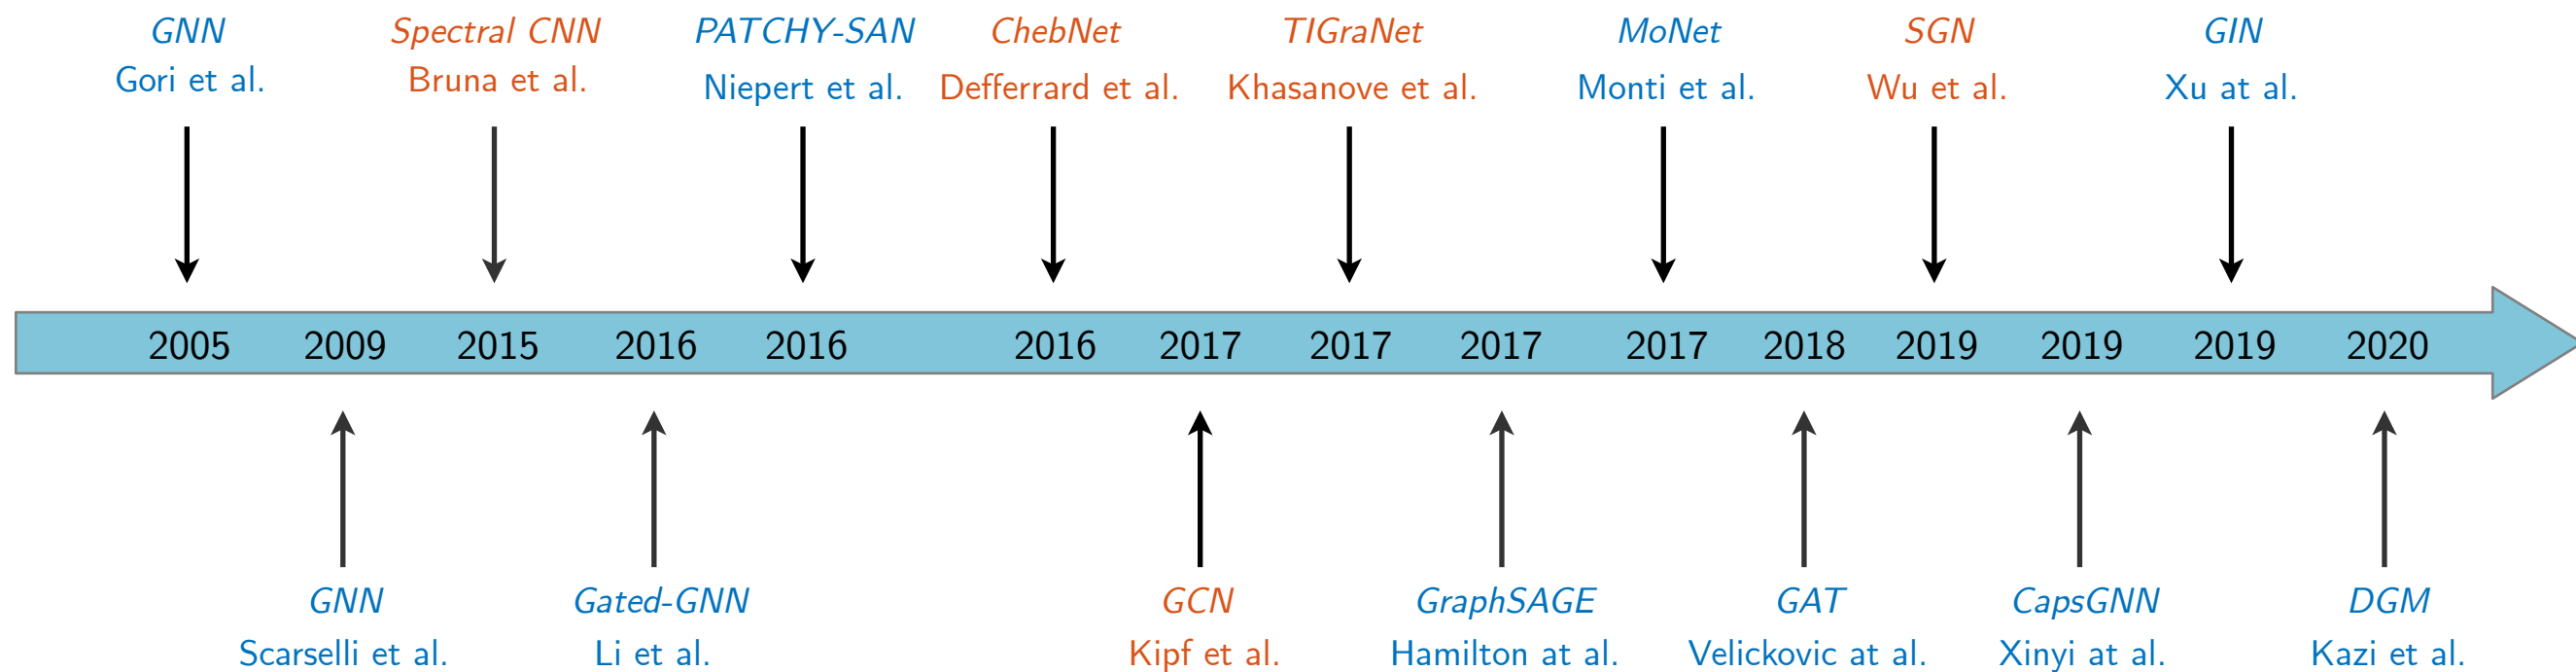 GNN Spectral CNN PATCHY-SAN ChebNet TIGraNet MoNet SGN GIN
Gori et al. Bruna et al. Niepert et al. Defferrard et al. Khasanove et al. Monti et al. Wu et al. Xu at al.
2005 2009 2015 2016 2016 2016 2017 2017 2017 2017 2018 2019 2019 2019 2020
GNN Gated-GNN GCN GraphSAGE GAT CapsGNN DGM
Scarselli et al. Li et al. Kipf et al. Hamilton at al. Velickovic at al. Xinyi at al. Kazi et al.